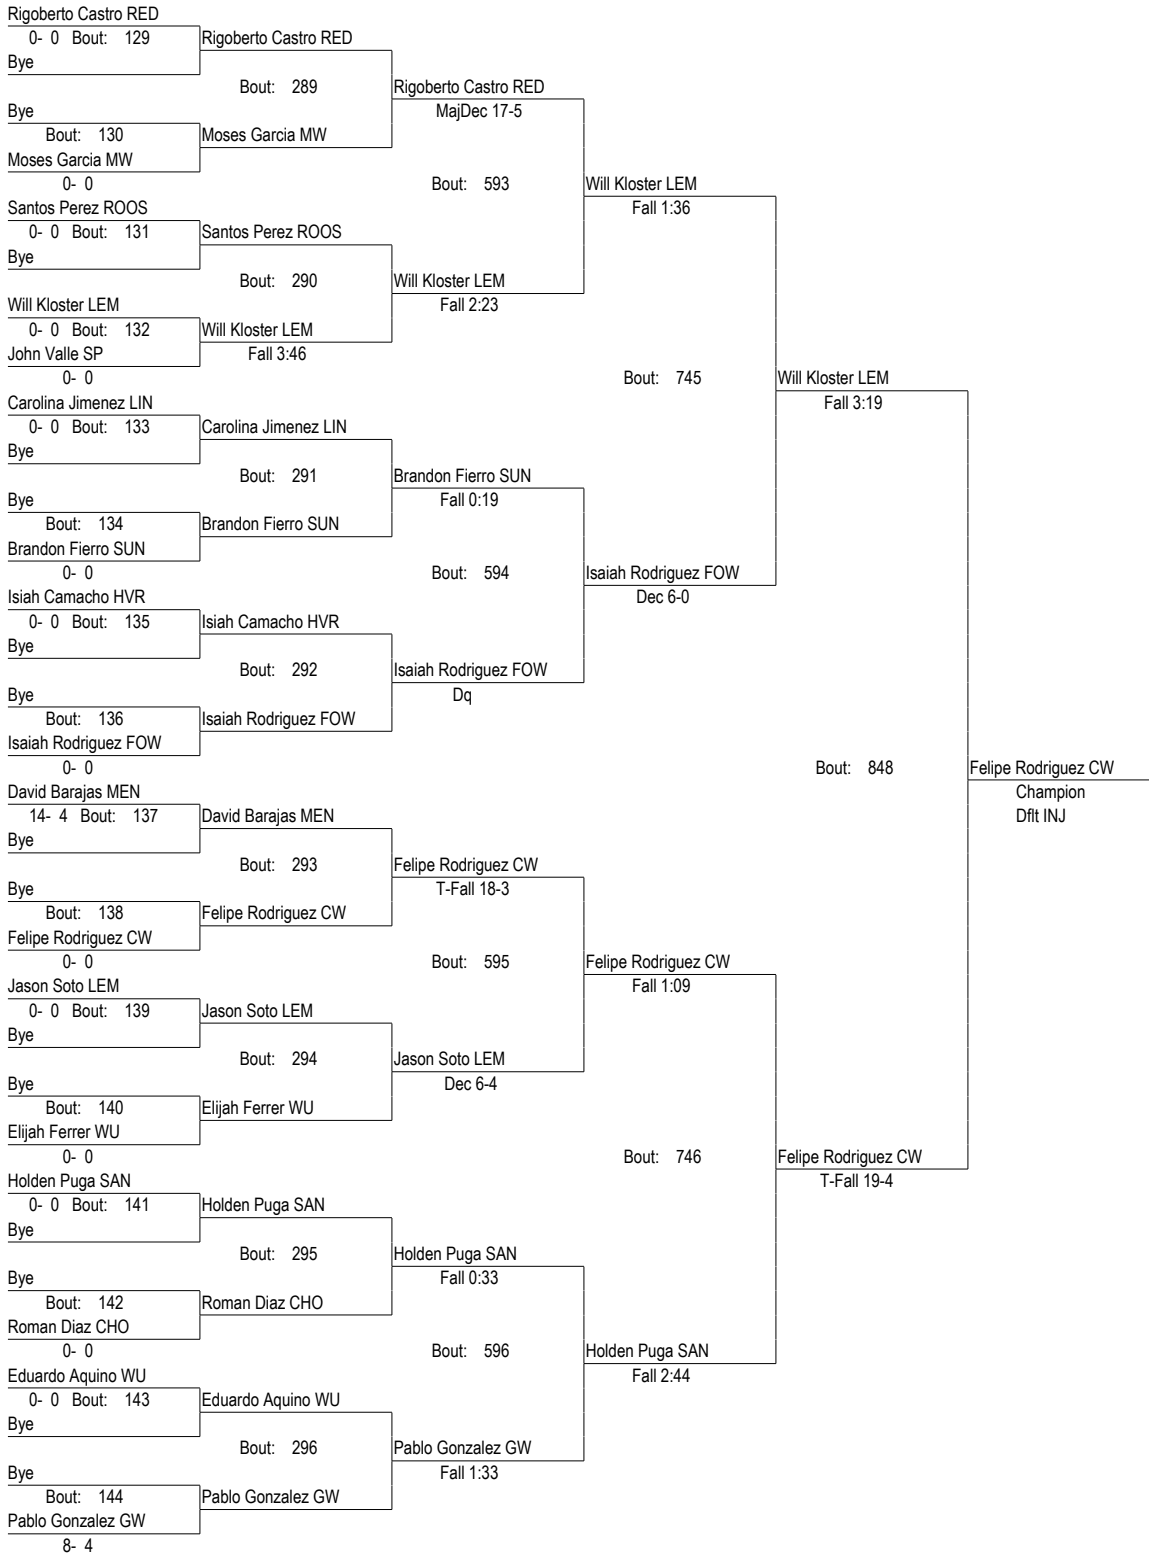 Rigoberto Castro RED
0- 0 Bout: 129
Rigoberto Castro RED
Bye
Bout: 289
Rigoberto Castro RED
Bye
MajDec 17-5
Bout: 130
Moses Garcia MW
Moses Garcia MW
0- 0
Bout: 593
Will Kloster LEM
Santos Perez ROOS
Fall 1:36
0- 0 Bout: 131
Santos Perez ROOS
Bye
Bout: 290
Will Kloster LEM
Will Kloster LEM
Fall 2:23
0- 0 Bout: 132
Will Kloster LEM
John Valle SP
Fall 3:46
0- 0
Bout: 745
Will Kloster LEM
Carolina Jimenez LIN
Fall 3:19
0- 0 Bout: 133
Carolina Jimenez LIN
Bye
Bout: 291
Brandon Fierro SUN
Bye
Fall 0:19
Bout: 134
Brandon Fierro SUN
Brandon Fierro SUN
0- 0
Bout: 594
Isaiah Rodriguez FOW
Isiah Camacho HVR
Dec 6-0
0- 0 Bout: 135
Isiah Camacho HVR
Bye
Bout: 292
Isaiah Rodriguez FOW
Bye
Dq
Bout: 136
Isaiah Rodriguez FOW
Isaiah Rodriguez FOW
0- 0
Bout: 848
Felipe Rodriguez CW
David Barajas MEN
Champion
14- 4 Bout: 137
David Barajas MEN
Dflt INJ
Bye
Bout: 293
Felipe Rodriguez CW
Bye
T-Fall 18-3
Bout: 138
Felipe Rodriguez CW
Felipe Rodriguez CW
0- 0
Bout: 595
Felipe Rodriguez CW
Jason Soto LEM
Fall 1:09
0- 0 Bout: 139
Jason Soto LEM
Bye
Bout: 294
Jason Soto LEM
Bye
Dec 6-4
Bout: 140
Elijah Ferrer WU
Elijah Ferrer WU
0- 0
Bout: 746
Felipe Rodriguez CW
Holden Puga SAN
T-Fall 19-4
0- 0 Bout: 141
Holden Puga SAN
Bye
Bout: 295
Holden Puga SAN
Bye
Fall 0:33
Bout: 142
Roman Diaz CHO
Roman Diaz CHO
0- 0
Bout: 596
Holden Puga SAN
Eduardo Aquino WU
Fall 2:44
0- 0 Bout: 143
Eduardo Aquino WU
Bye
Bout: 296
Pablo Gonzalez GW
Bye
Fall 1:33
Bout: 144
Pablo Gonzalez GW
Pablo Gonzalez GW
8- 4